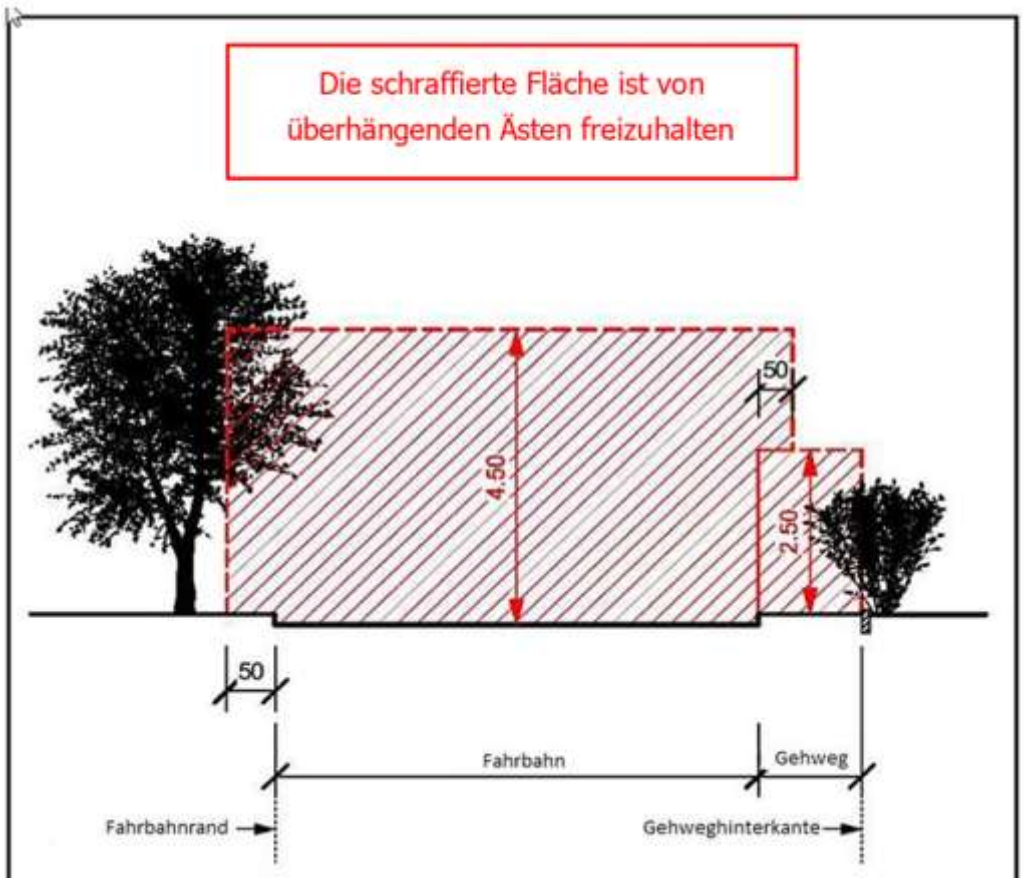 Die schraffierte Fläche ist von
überhängenden Ästen freizuhalten
50
4.50
2.50
50
Fahrbahn
Gehweg
Fahrbahnrand
Gehweghinterkante